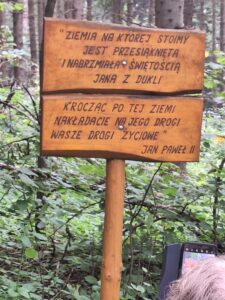 "ZIEMIA NA KTÓREJ STOIMY
JEST PRZESIĄKNIĘTA
I NABRZMIAŁA ŚWIĘTOŚCIĄ
JANA Z DUKLI
KROCZĄC PO TEJ ZIEMI
NAKŁADACIE NA JEGO DROGI
WASZE DROGI ŻYCIOWE"
JAN PAWEŁ II